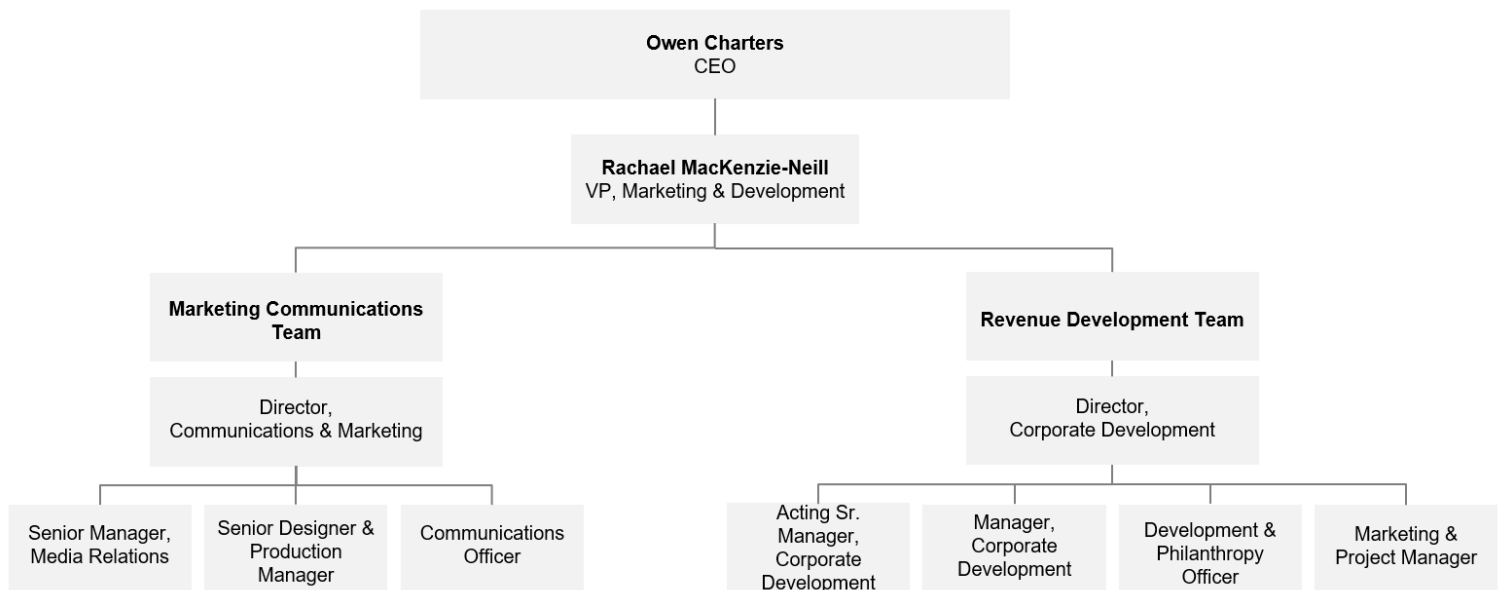 Owen Charters
CEO
Rachael MacKenzie-Neill
VP, Marketing & Development
Marketing Communications
Team
Revenue Development Team
Director,
Communications & Marketing
Director,
Corporate Development
Senior Manager,
Media Relations
Senior Designer &
Production
Manager
Communications
Officer
Acting Sr.
Manager,
Corporate
Development
Manager,
Corporate
Development
Development &
Philanthropy
Officer
Marketing &
Project Manager